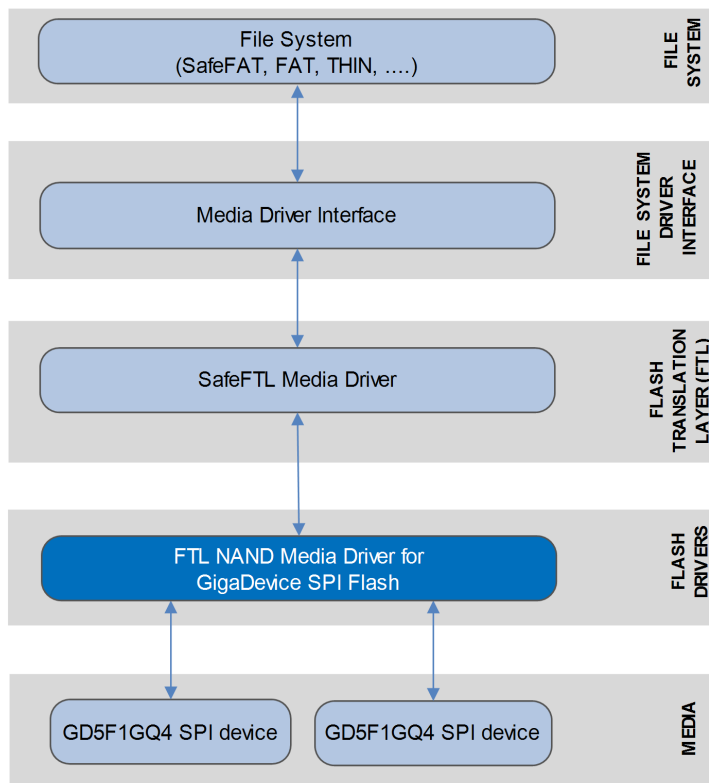 File System
(SafeFAT, FAT, THIN, ....)
FILE
SYSTEM
Media Driver Interface
FILE SYSTEM
DRIVER
INTERFACE
SafeFTL Media Driver
FLASH
TRANSLATION
LAYER (FTL)
FTL NAND Media Driver for
GigaDevice SPI Flash
FLASH
DRIVERS
GD5F1GQ4 SPI device
GD5F1GQ4 SPI device
MEDIA